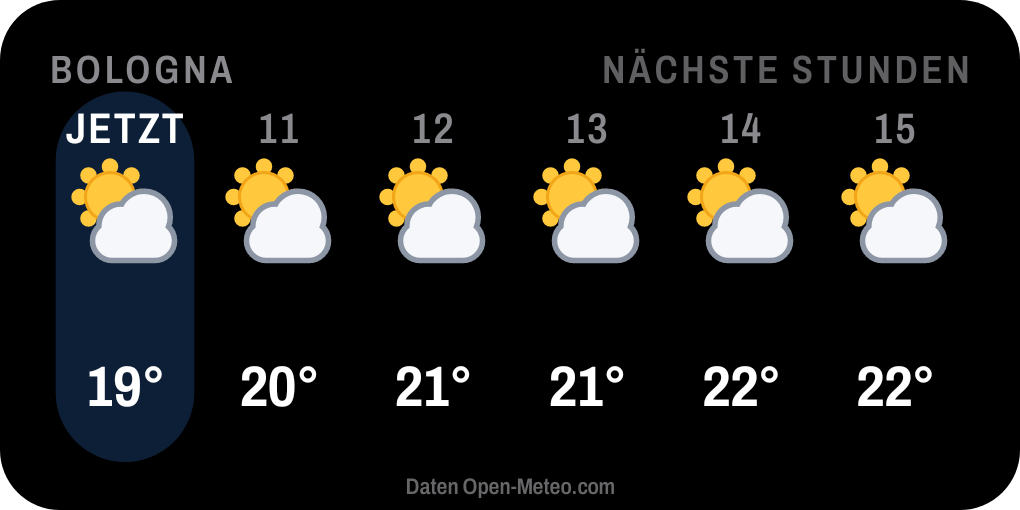 BOLOGNA NÄCHSTE STUNDEN
JETZT 11 12 13 14 15
19° 20° 21° 21° 22° 22°
Daten Open-Meteo.com